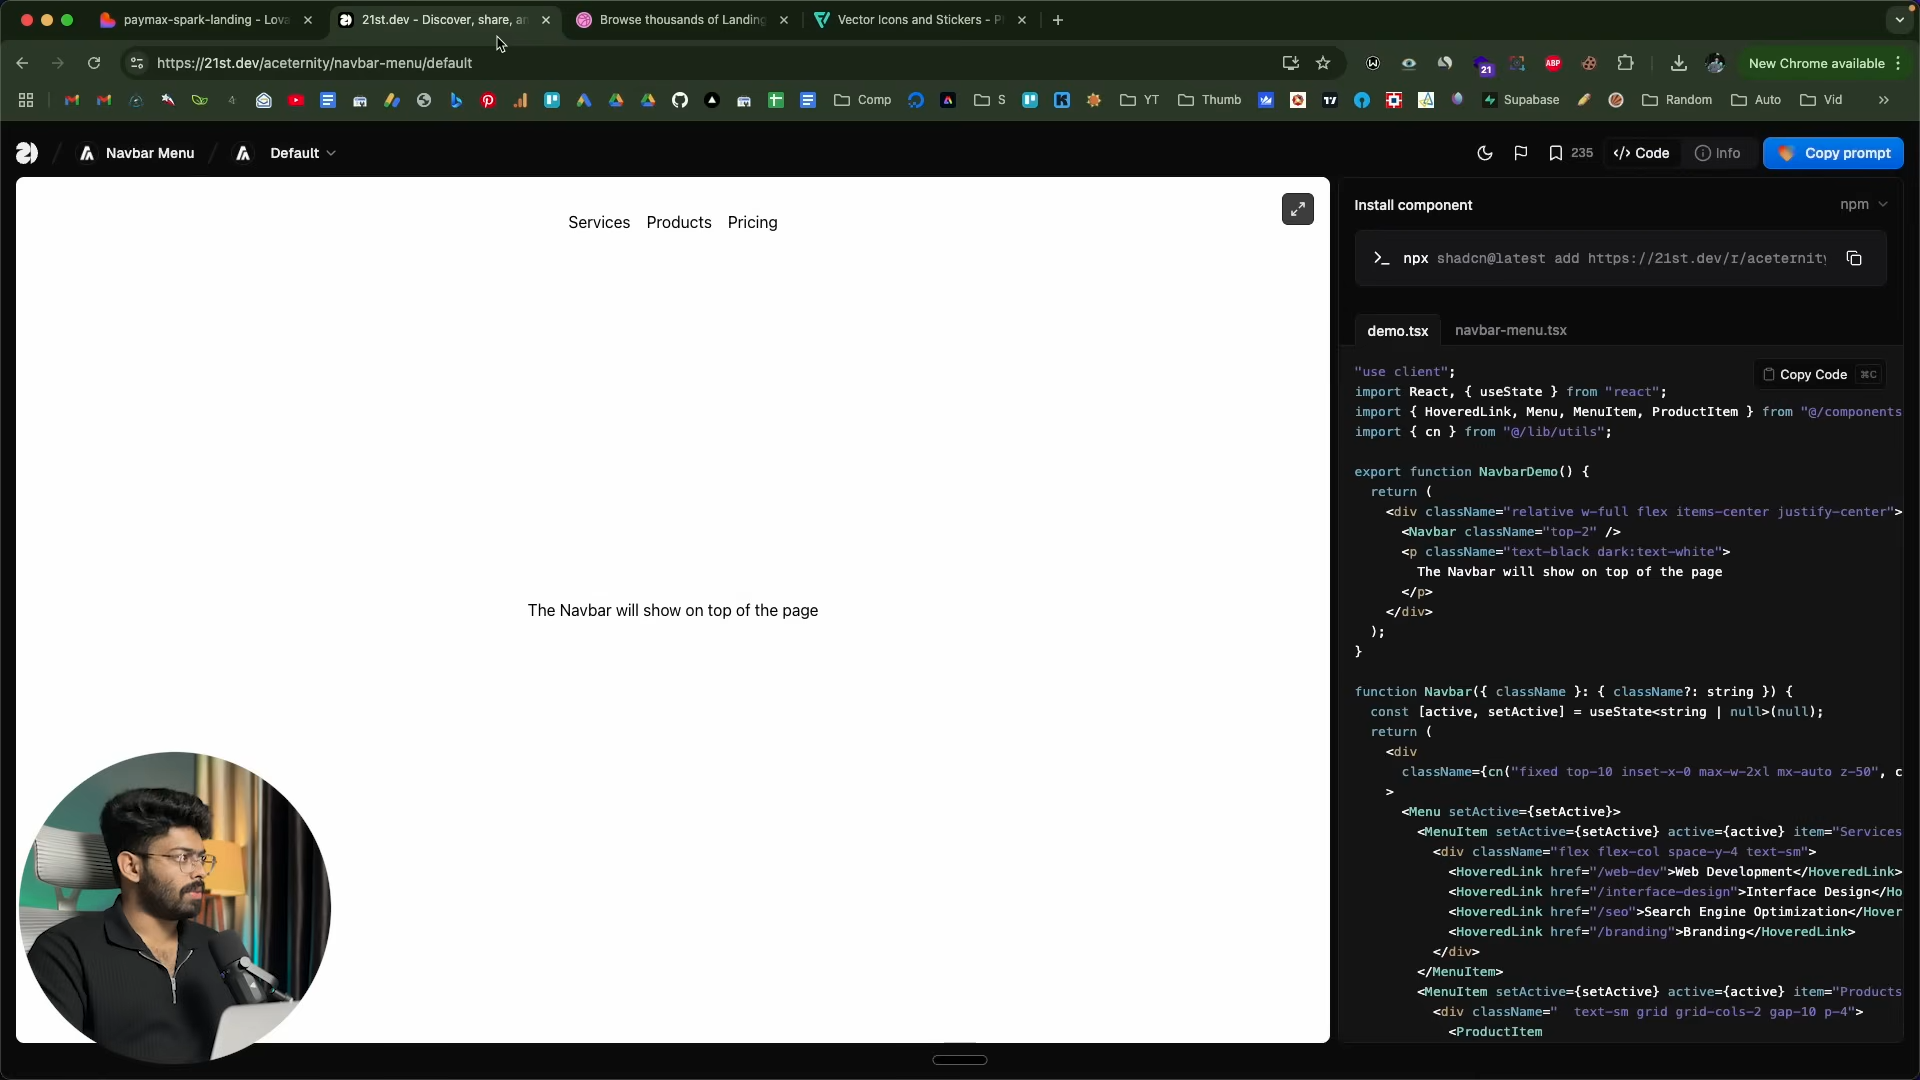 paymax-spark-landing - Lova
21st.dev - Discover, share, an
Browse thousands of Landing
Vector Icons and Stickers - P
https://21st.dev/aceternity/navbar-menu/default
21
ABP
New Chrome available
Comp
S
YT
Thumb
Supabase
Random
Auto
Vid
Navbar Menu
Default
235
</> Code
Info
Copy prompt
Services Products Pricing
The Navbar will show on top of the page
Install component
npm
npx shadcn@latest add https://21st.dev/r/aceternity
demo.tsx
navbar-menu.tsx
Copy Code ⌘C
"use client";
import React, { useState } from "react";
import { HoveredLink, Menu, MenuItem, ProductItem } from "@/components
import { cn } from "@/lib/utils";
export function NavbarDemo() {
return (
<div className="relative w-full flex items-center justify-center">
<Navbar className="top-2" />
<p className="text-black dark:text-white">
The Navbar will show on top of the page
</p>
</div>
);
}
function Navbar({ className }: { className?: string }) {
const [active, setActive] = useState<string | null>(null);
return (
<div
className={cn("fixed top-10 inset-x-0 max-w-2xl mx-auto z-50", c
>
<Menu setActive={setActive}>
<MenuItem setActive={setActive} active={active} item="Services
<div className="flex flex-col space-y-4 text-sm">
<HoveredLink href="/web-dev">Web Development</HoveredLink>
<HoveredLink href="/interface-design">Interface Design</Ho
<HoveredLink href="/seo">Search Engine Optimization</Hover
<HoveredLink href="/branding">Branding</HoveredLink>
</div>
</MenuItem>
<MenuItem setActive={setActive} active={active} item="Products
<div className="  text-sm grid grid-cols-2 gap-10 p-4">
<ProductItem